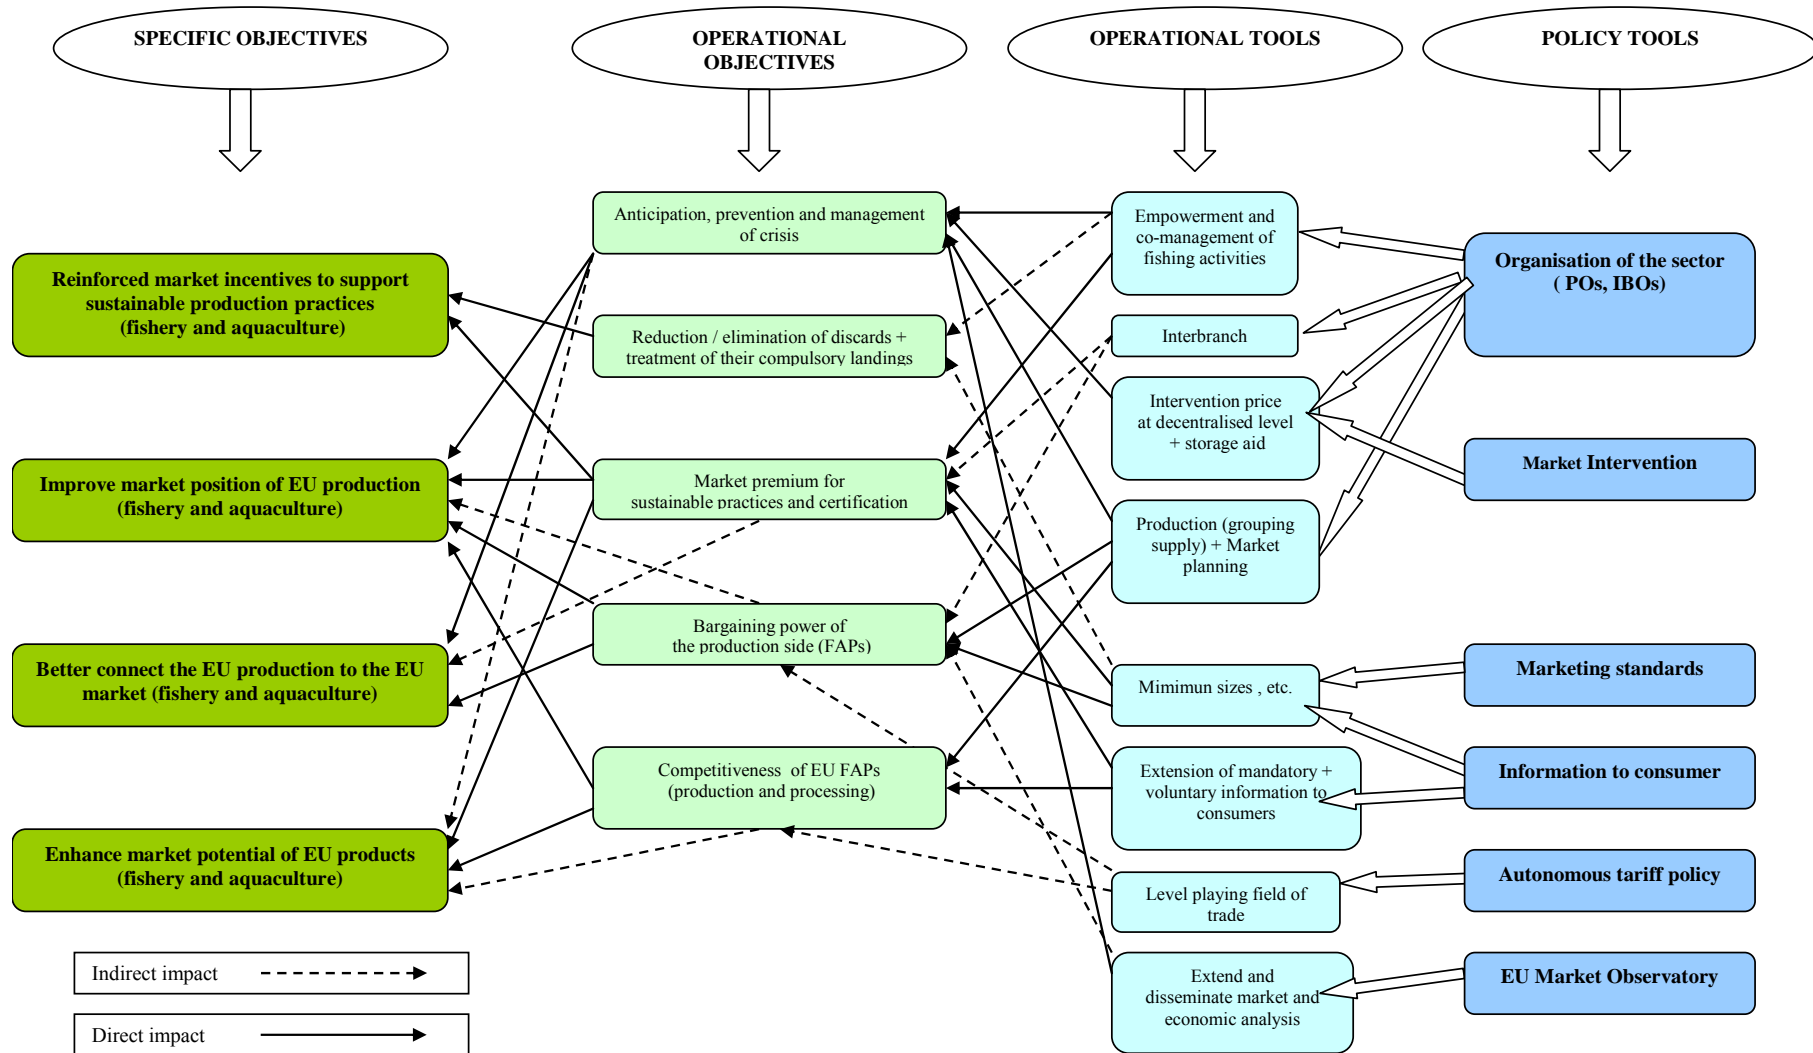 SPECIFIC OBJECTIVES
OPERATIONAL
OBJECTIVES
OPERATIONAL TOOLS
POLICY TOOLS
Reinforced market incentives to support
sustainable production practices
(fishery and aquaculture)
Improve market position of EU production
(fishery and aquaculture)
Better connect the EU production to the EU
market (fishery and aquaculture)
Enhance market potential of EU products
(fishery and aquaculture)
Anticipation, prevention and management
of crisis
Reduction / elimination of discards +
treatment of their compulsory landings
Market premium for
sustainable practices and certification
Bargaining power of
the production side (FAPs)
Competitiveness of EU FAPs
(production and processing)
Empowerment and
co-management of
fishing activities
Interbranch
Intervention price
at decentralised level
+ storage aid
Production (grouping
supply) + Market
planning
Mimimun sizes , etc.
Extension of mandatory +
voluntary information to
consumers
Level playing field of
trade
Extend and
disseminate market and
economic analysis
Organisation of the sector
( POs, IBOs)
Market Intervention
Marketing standards
Information to consumer
Autonomous tariff policy
EU Market Observatory
Indirect impact
Direct impact